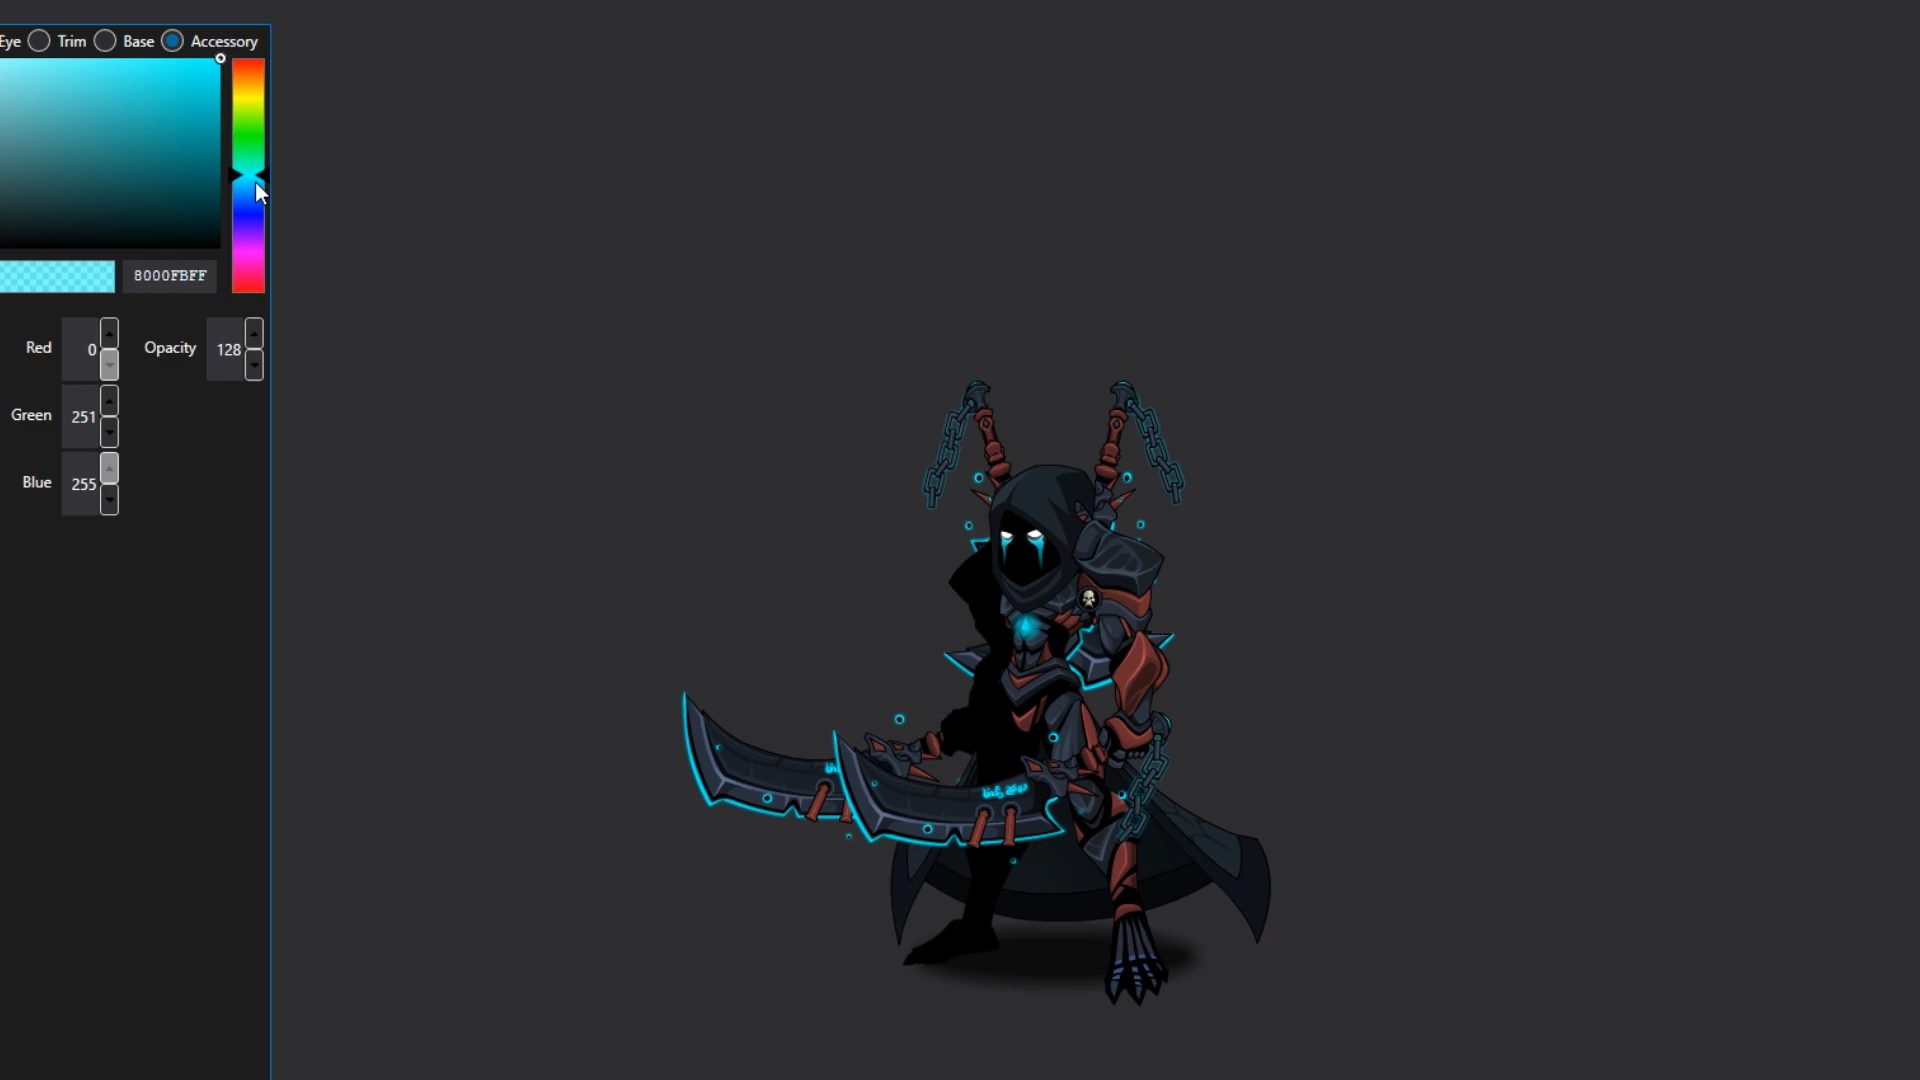 Eye Trim Base Accessory
8000FBFF
Red 0 Opacity 128
Green 251
Blue 255